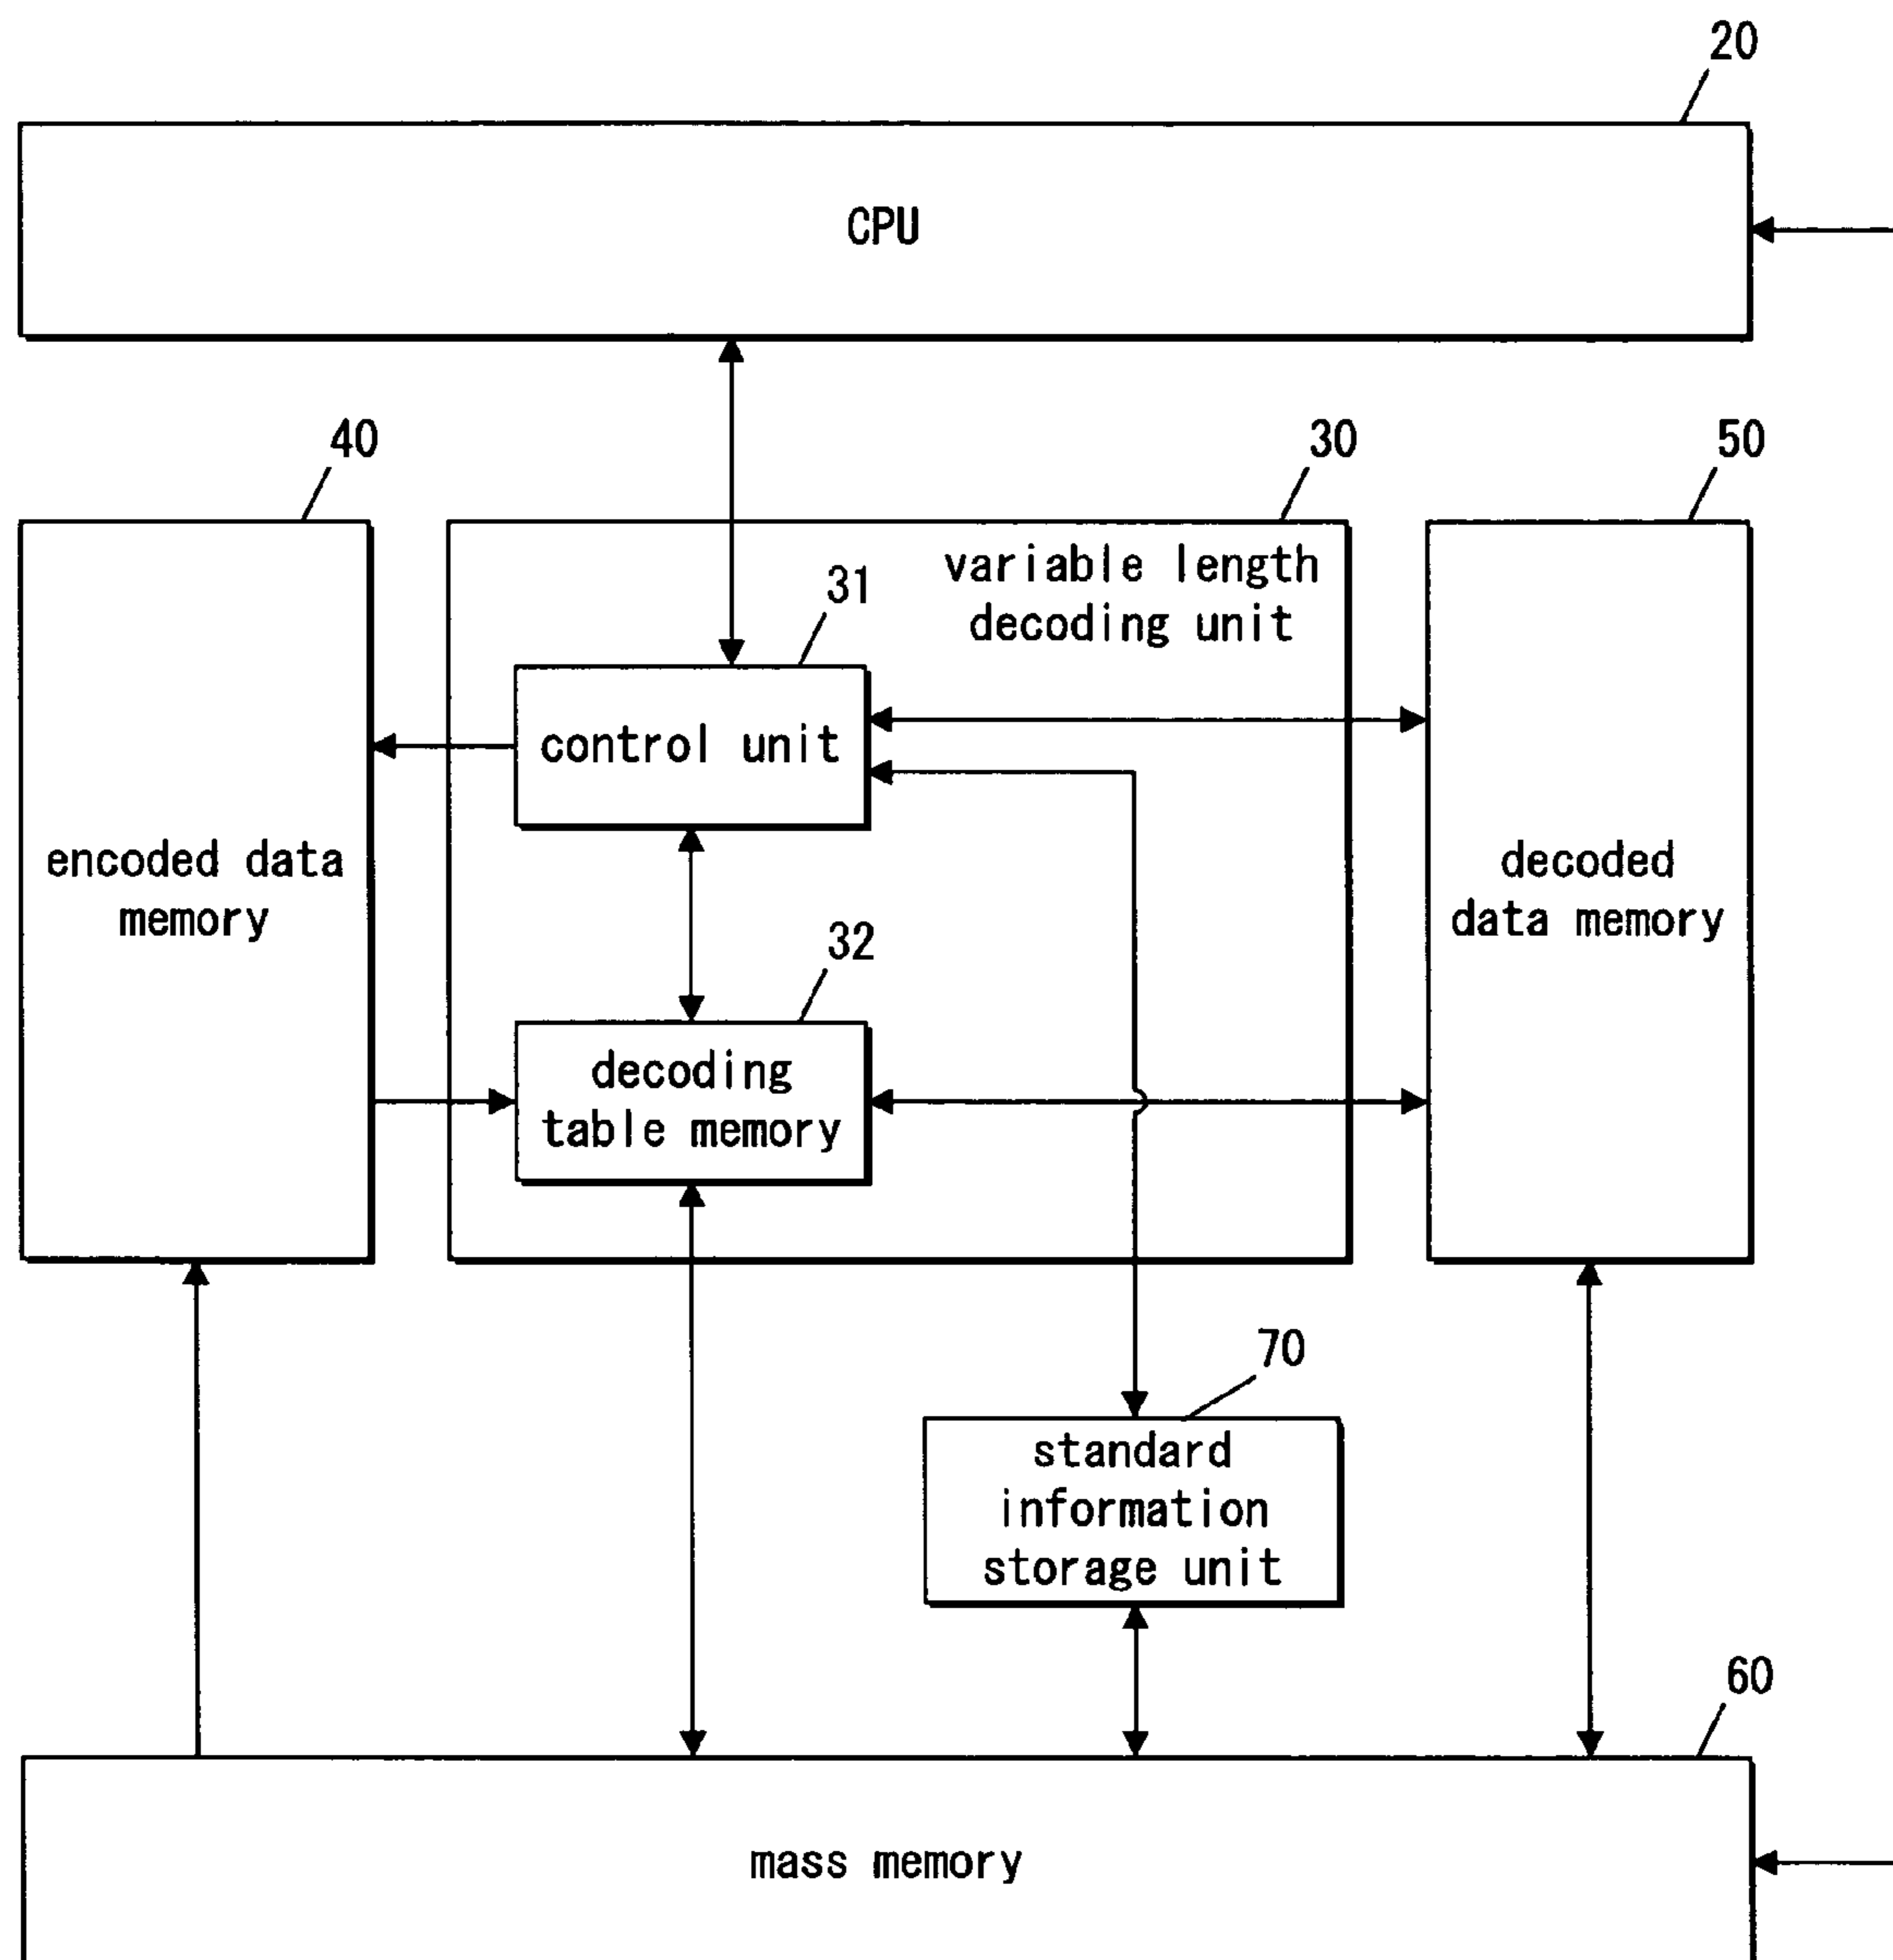 20
CPU
40
30
50
variable length
decoding unit
31
control unit
encoded data
memory
decoded
data memory
32
decoding
table memory
70
standard
information
storage unit
60
mass memory